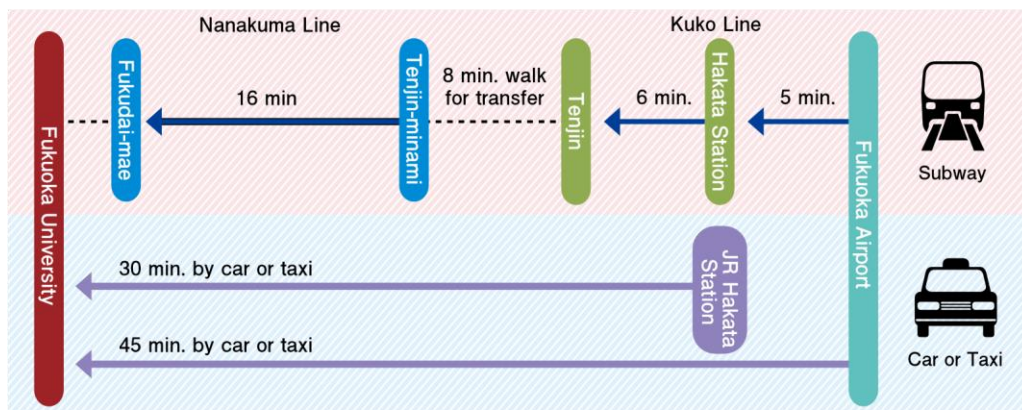 Nanakuma Line
Kuko Line
Fukuoka University
Fukudai-mae
16 min
Tenjin-minami
8 min. walk
for transfer
Tenjin
6 min.
Hakata Station
5 min.
Fukuoka Airport
Subway
30 min. by car or taxi
JR Hakata
Station
45 min. by car or taxi
Car or Taxi